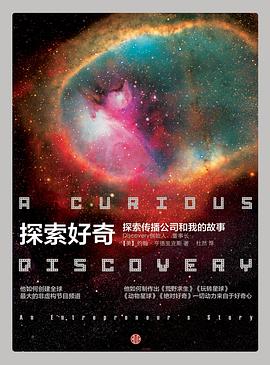 A CURIOUS
探索好奇
探索传播公司和我的故事
Discovery创始人、董事长
【美】约翰·亨德里克斯 著 杜然 译
DISCOVERY
他如何创建全球
最大的非虚构节目频道
他如何制作出《荒野求生》《玩转地球》
《动物星球》《绝对好奇》一切动力来自于好奇心
An Entrepreneur's Story